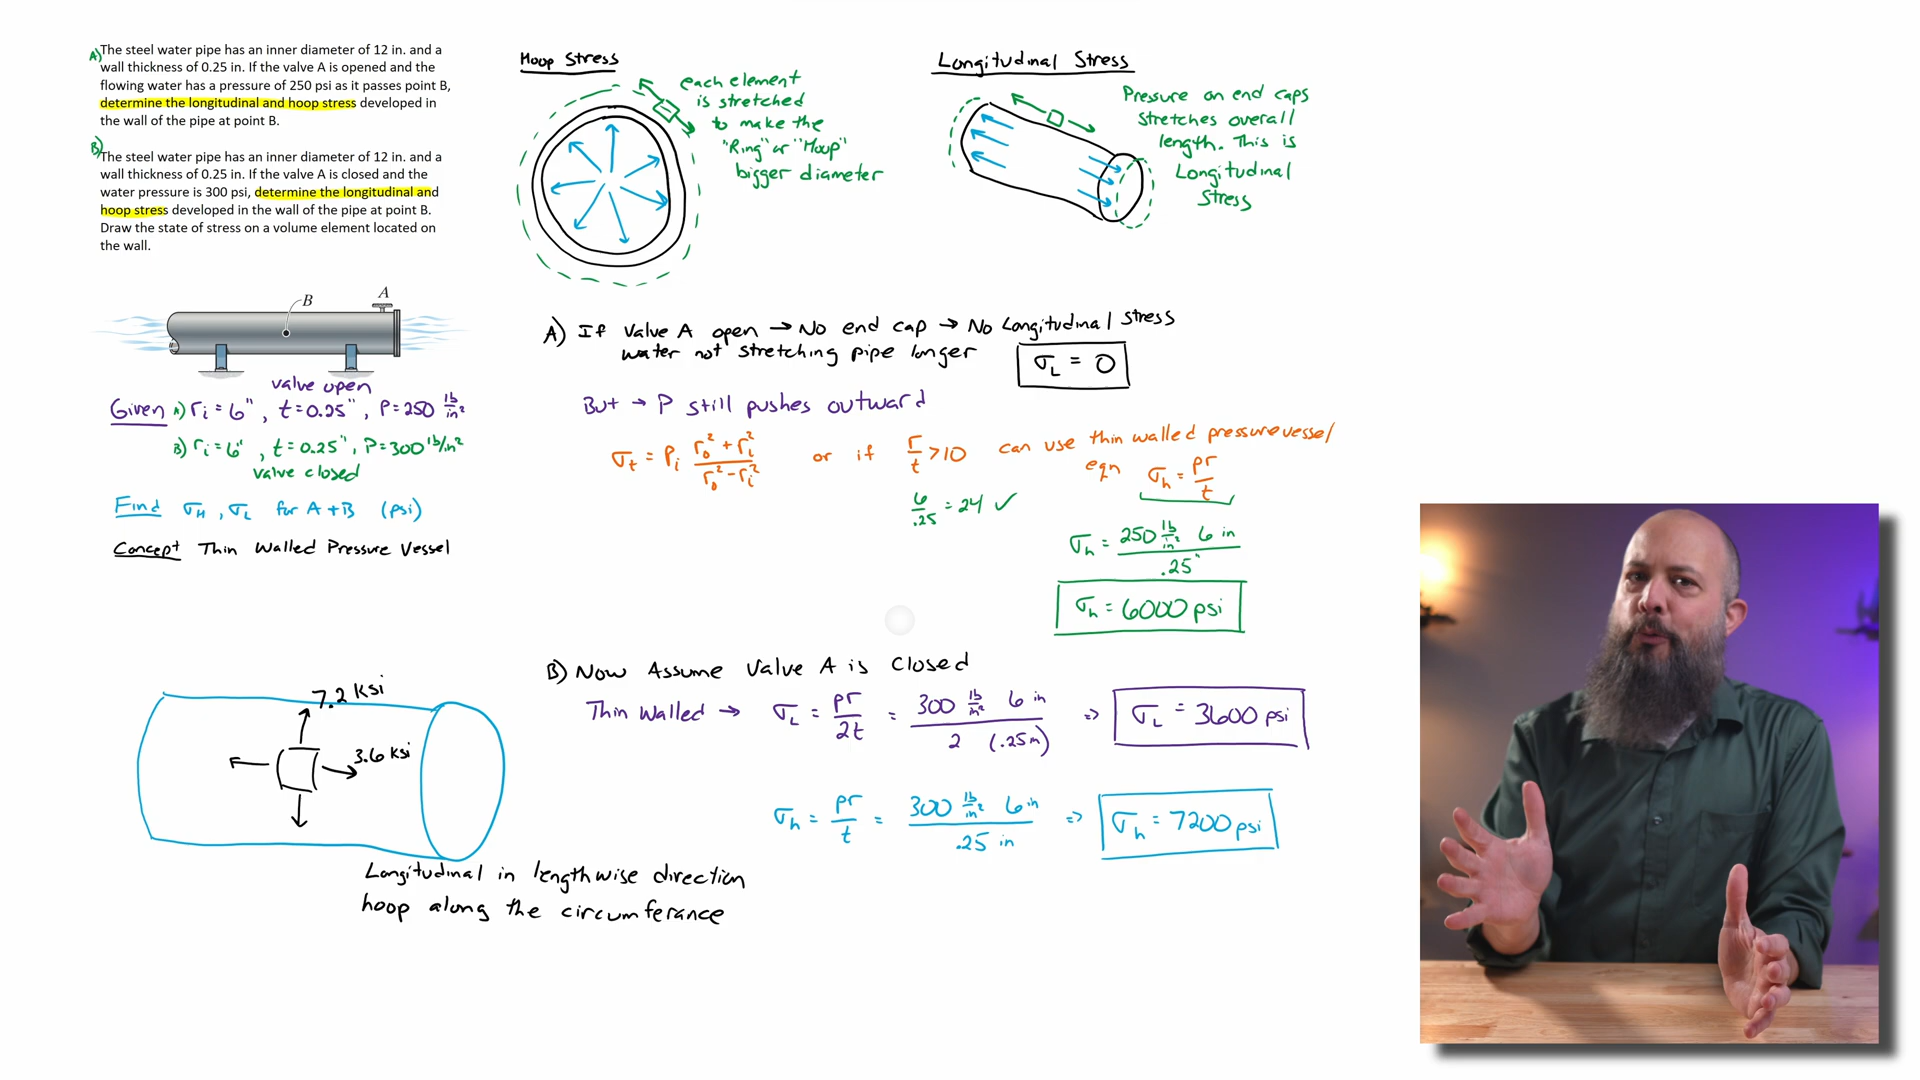 A) The steel water pipe has an inner diameter of 12 in. and a
wall thickness of 0.25 in. If the valve A is opened and the
flowing water has a pressure of 250 psi as it passes point B,
determine the longitudinal and hoop stress developed in
the wall of the pipe at point B.
B) The steel water pipe has an inner diameter of 12 in. and a
wall thickness of 0.25 in. If the valve A is closed and the
water pressure is 300 psi, determine the longitudinal and
hoop stress developed in the wall of the pipe at point B.
Draw the state of stress on a volume element located on
the wall.
B
A
valve open
Given A) ri = 6", t = 0.25", P = 250 lb/in²
B) ri = 6", t = 0.25", P = 300 lb/in²
valve closed
Find σH, σL for A + B (psi)
Concept Thin Walled Pressure Vessel
7.2 ksi
3.6 ksi
Longitudinal in lengthwise direction
hoop along the circumferance
Hoop Stress
each element
is stretched
to make the
"Ring" or "Hoop"
bigger diameter
Longitudinal Stress
Pressure on end caps
stretches overall
length. This is
Longitudinal
Stress
A) If Valve A open → No end cap → No Longitudinal Stress
water not stretching pipe longer
σL = 0
But → P still pushes outward
σt = Pi (ro² + ri²)/(ro² - ri²) or if r/t > 10 can use thin walled pressure vessel
eqn σh = pr/t
6/.25 = 24 ✓
σh = 250 lb/in² 6 in / .25"
σh = 6000 psi
B) Now Assume Valve A is Closed
Thin Walled → σL = pr/2t = 300 lb/in² 6 in / 2 (.25in) => σL = 3600 psi
σh = pr/t = 300 lb/in² 6 in / .25 in => σh = 7200 psi